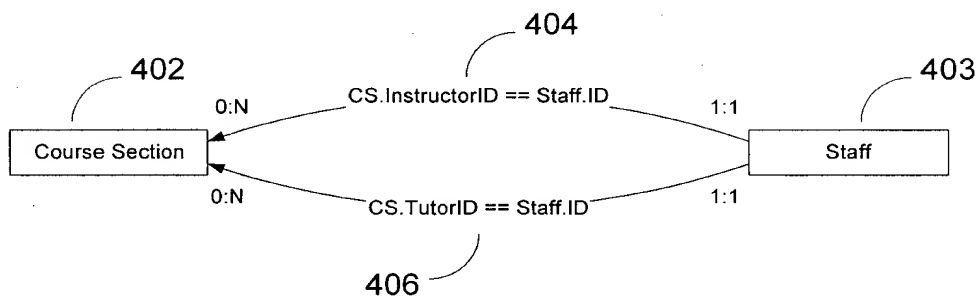 404
402
403
0:N
CS.InstructorID == Staff.ID
1:1
Course Section
Staff
0:N
CS.TutorID == Staff.ID
1:1
406